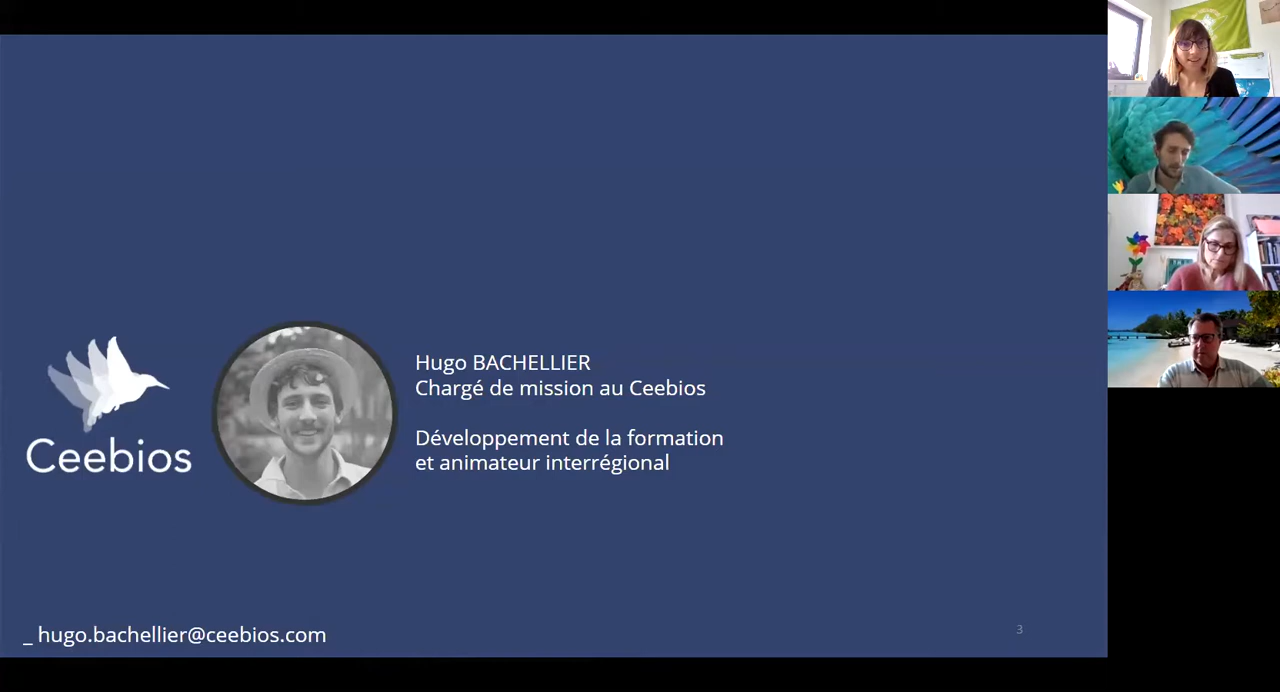 Ceebios
Hugo BACHELLIER
Chargé de mission au Ceebios
Développement de la formation
et animateur interrégional
_ hugo.bachellier@ceebios.com
3